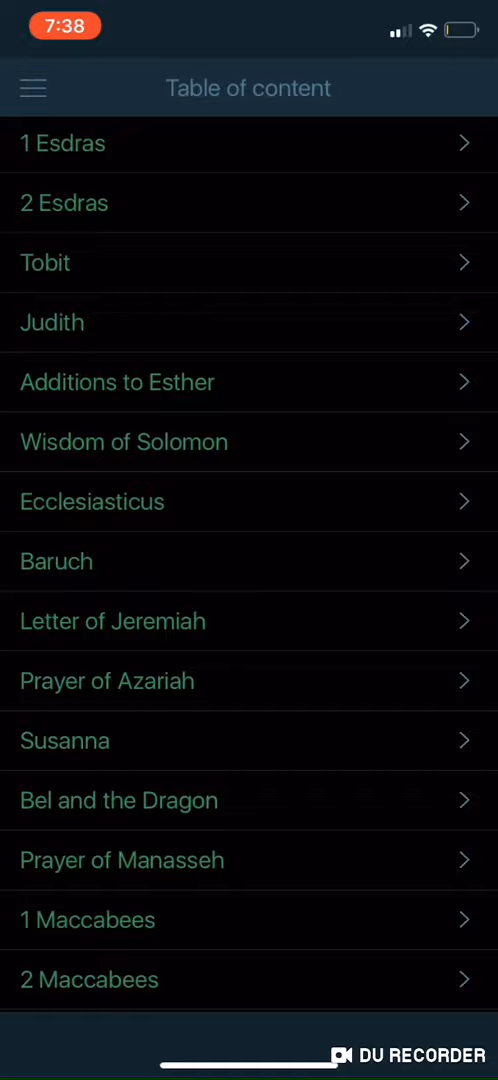 7:38
Table of content
1 Esdras
2 Esdras
Tobit
Judith
Additions to Esther
Wisdom of Solomon
Ecclesiasticus
Baruch
Letter of Jeremiah
Prayer of Azariah
Susanna
Bel and the Dragon
Prayer of Manasseh
1 Maccabees
2 Maccabees
DU RECORDER